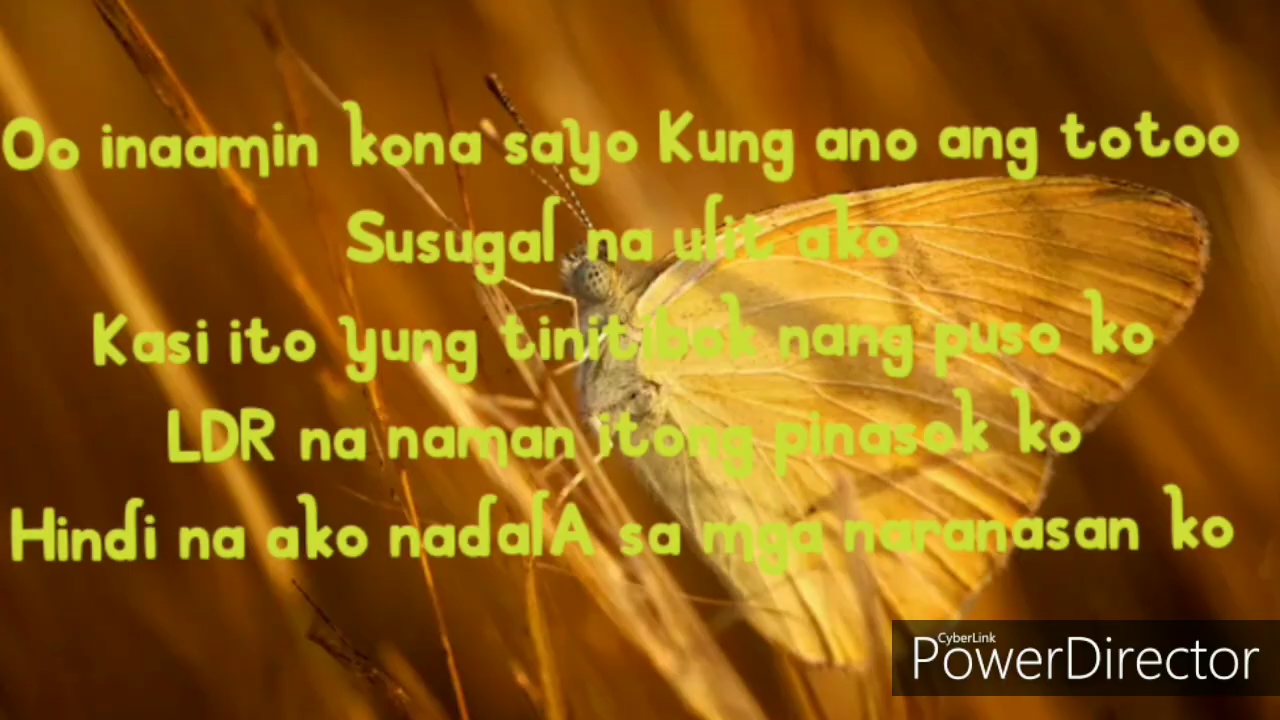 Oo inaamin kona sayo Kung ano ang totoo
Susugal na ulit ako
Kasi ito yung tinitibok nang puso ko
LDR na naman itong pinasok ko
Hindi na ako nadalA sa mga naranasan ko
CyberLink
PowerDirector